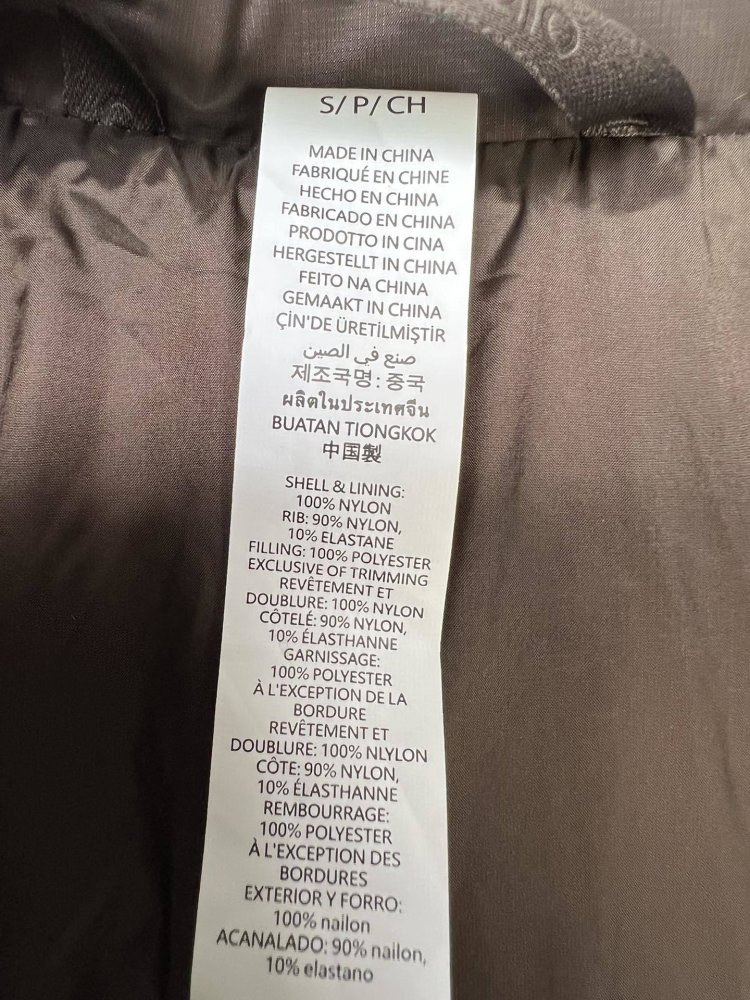 S/ P/ CH
MADE IN CHINA
FABRIQUÉ EN CHINE
HECHO EN CHINA
FABRICADO EN CHINA
PRODOTTO IN CINA
HERGESTELLT IN CHINA
FEITO NA CHINA
GEMAAKT IN CHINA
ÇİN'DE ÜRETİLMİŞTİR
صنع في الصين
제조국명 : 중국
ผลิตในประเทศจีน
BUATAN TIONGKOK
中国製
SHELL & LINING:
100% NYLON
RIB: 90% NYLON,
10% ELASTANE
FILLING: 100% POLYESTER
EXCLUSIVE OF TRIMMING
REVÊTEMENT ET
DOUBLURE: 100% NYLON
CÔTELÉ: 90% NYLON,
10% ÉLASTHANNE
GARNISSAGE:
100% POLYESTER
À L'EXCEPTION DE LA
BORDURE
REVÊTEMENT ET
DOUBLURE: 100% NLYLON
CÔTE: 90% NYLON,
10% ÉLASTHANNE
REMBOURRAGE:
100% POLYESTER
À L'EXCEPTION DES
BORDURES
EXTERIOR Y FORRO:
100% nailon
ACANALADO: 90% nailon,
10% elastano